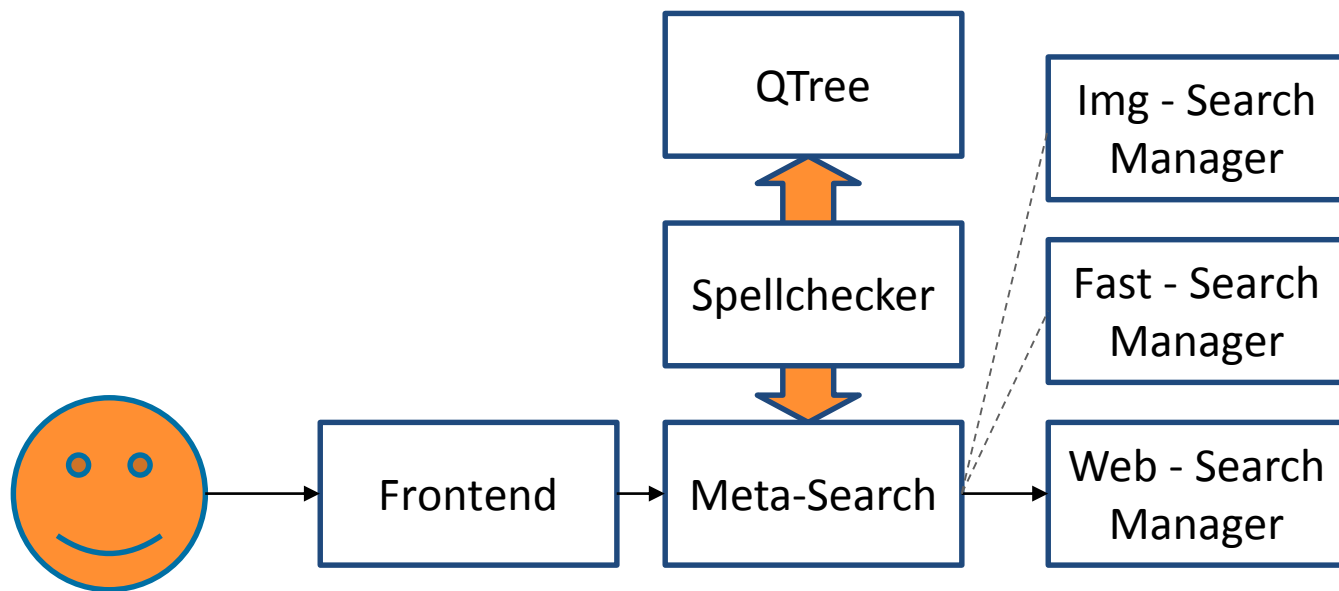 QTree
Img - Search
Manager
Spellchecker
Fast - Search
Manager
Frontend
Meta-Search
Web - Search
Manager